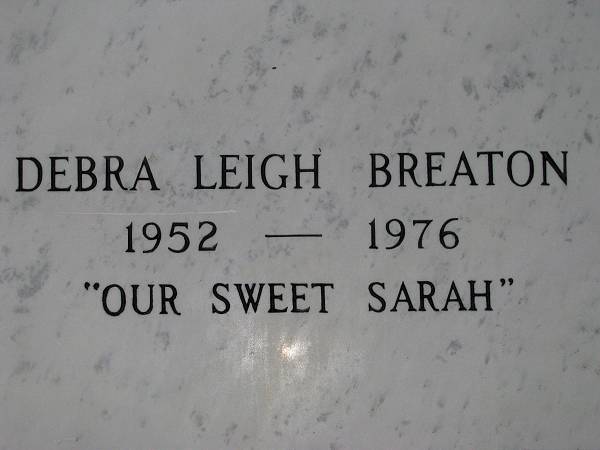 DEBRA LEIGH BREATON
1952 — 1976
"OUR SWEET SARAH"